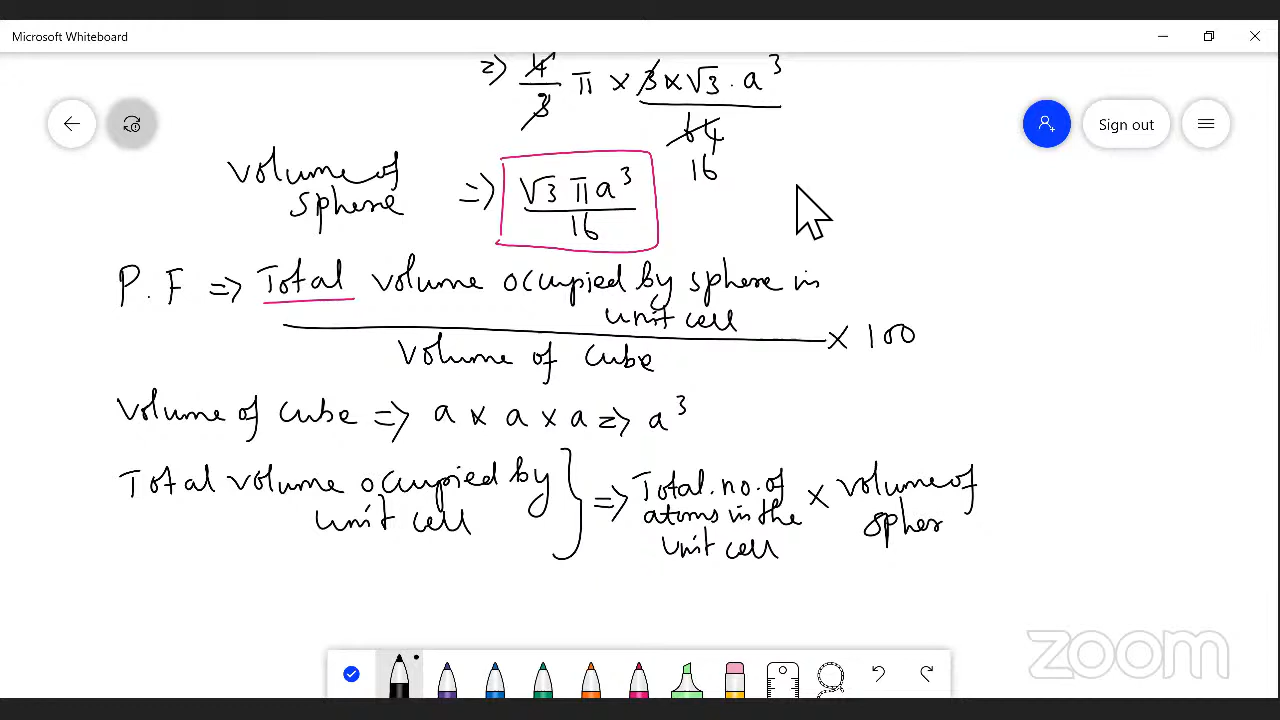 Microsoft Whiteboard
=> 4/3 π × 3×√3 . a³ / 64
16
Sign out
Volume of sphere => √3 πa³ / 16
P.F => Total volume occupied by sphere in unit cell / Volume of cube × 100
Volume of cube => a × a × a => a³
Total volume occupied by unit cell } => Total.no.of atoms in the unit cell × volume of spher
zoom